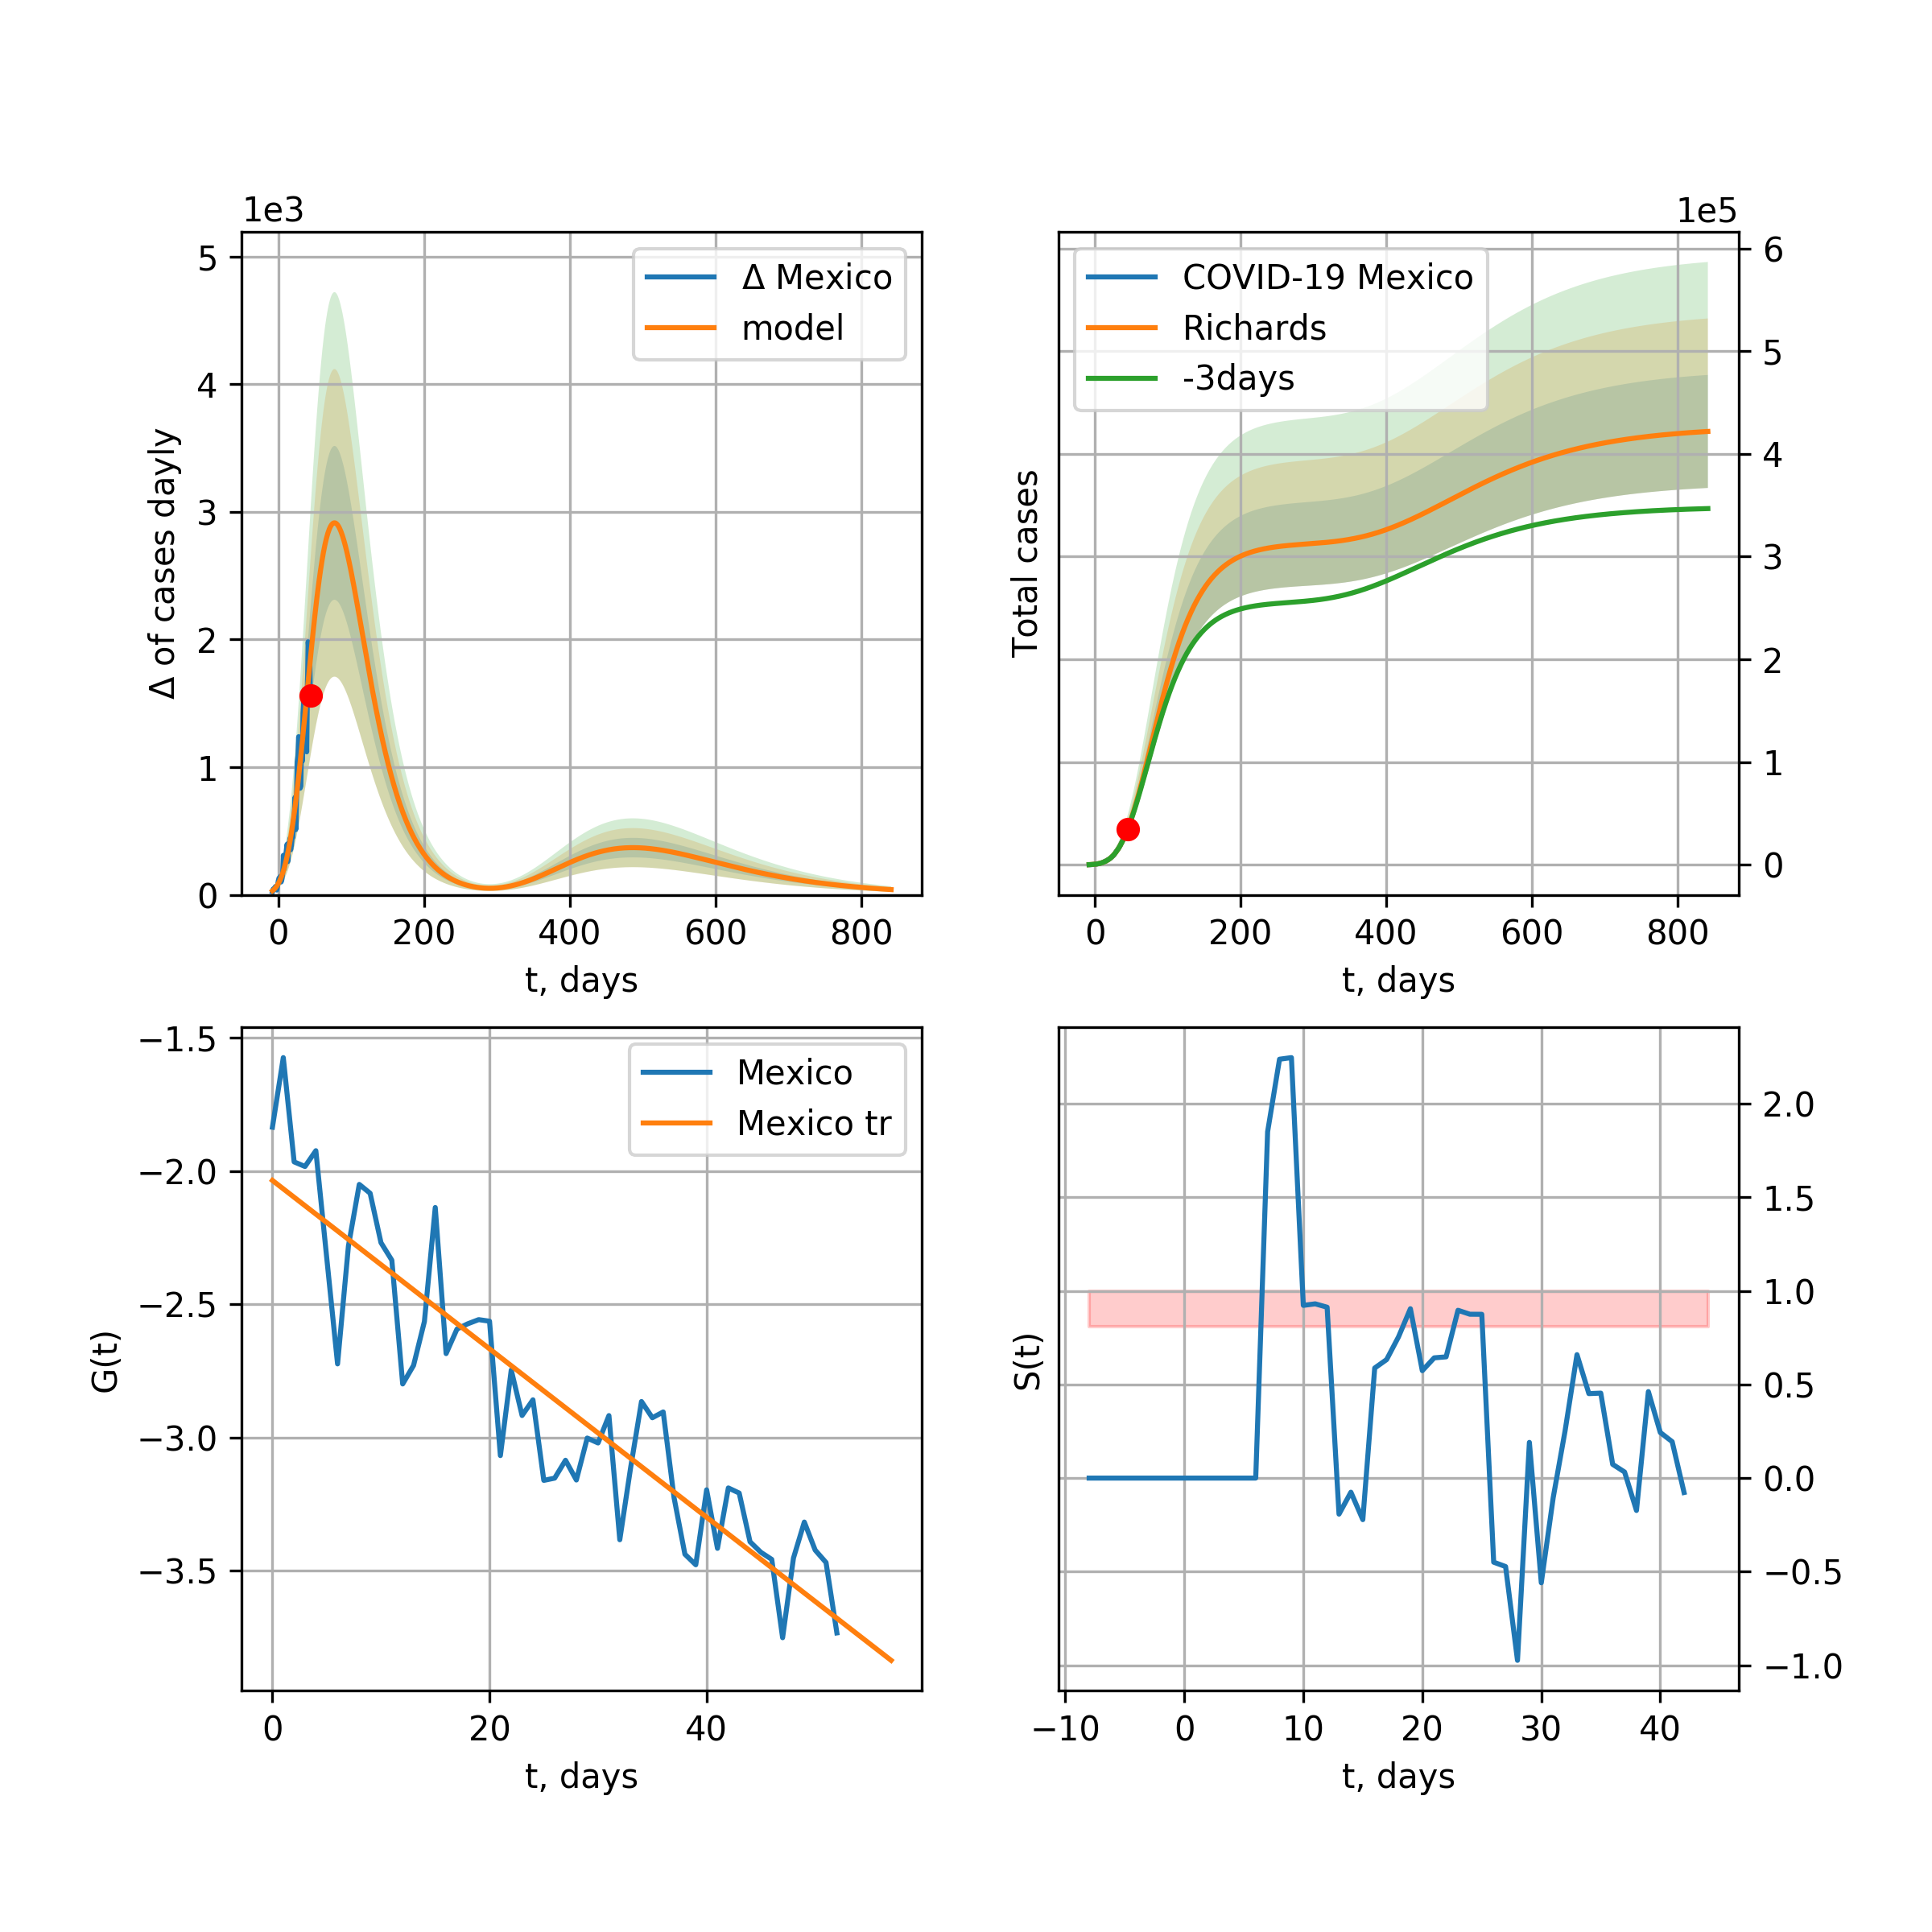 1e3
5
4
3
2
1
0
Δ of cases dayly
Δ Mexico
model
0 200 400 600 800
t, days
1e5
6
5
4
3
2
1
0
Total cases
COVID-19 Mexico
Richards
-3days
0 200 400 600 800
t, days
−1.5
−2.0
−2.5
−3.0
−3.5
G(t)
Mexico
Mexico tr
0 20 40
t, days
2.0
1.5
1.0
0.5
0.0
−0.5
−1.0
S(t)
−10 0 10 20 30 40
t, days